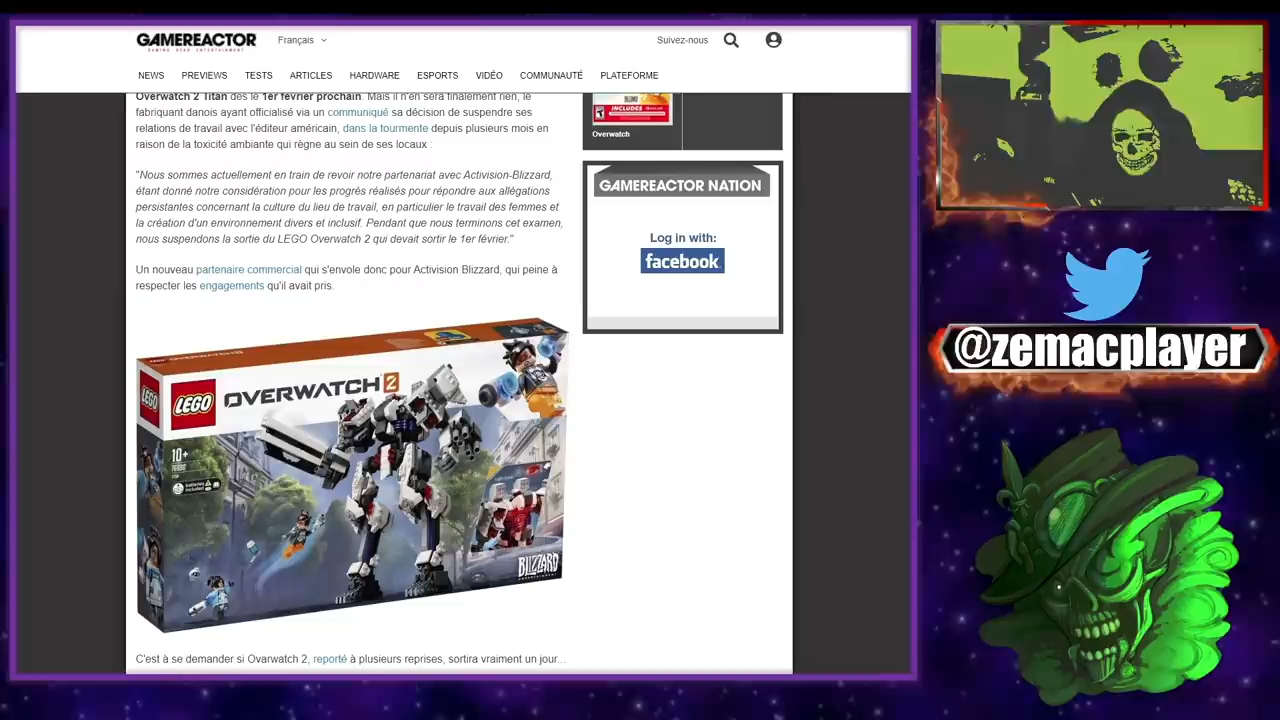 GAMEREACTOR
Français
Suivez-nous
NEWS PREVIEWS TESTS ARTICLES HARDWARE ESPORTS VIDÉO COMMUNAUTÉ PLATEFORME
Overwatch 2 Titan dès le 1er février prochain. Mais il n'en sera finalement rien, le
fabriquant danois ayant officialisé via un communiqué sa décision de suspendre ses
relations de travail avec l'éditeur américain, dans la tourmente depuis plusieurs mois en
raison de la toxicité ambiante qui règne au sein de ses locaux :
"Nous sommes actuellement en train de revoir notre partenariat avec Activision-Blizzard,
étant donné notre considération pour les progrès réalisés pour répondre aux allégations
persistantes concernant la culture du lieu de travail, en particulier le travail des femmes et
la création d'un environnement divers et inclusif. Pendant que nous terminons cet examen,
nous suspendons la sortie du LEGO Overwatch 2 qui devait sortir le 1er février."
Un nouveau partenaire commercial qui s'envole donc pour Activision Blizzard, qui peine à
respecter les engagements qu'il avait pris.
LEGO
LEGO
OVERWATCH 2
10+
76980
BLIZZARD
ENTERTAINMENT
C'est à se demander si Ovarwatch 2, reporté à plusieurs reprises, sortira vraiment un jour...
INCLUDES
Overwatch
GAMEREACTOR NATION
Log in with:
facebook
@zemacplayer